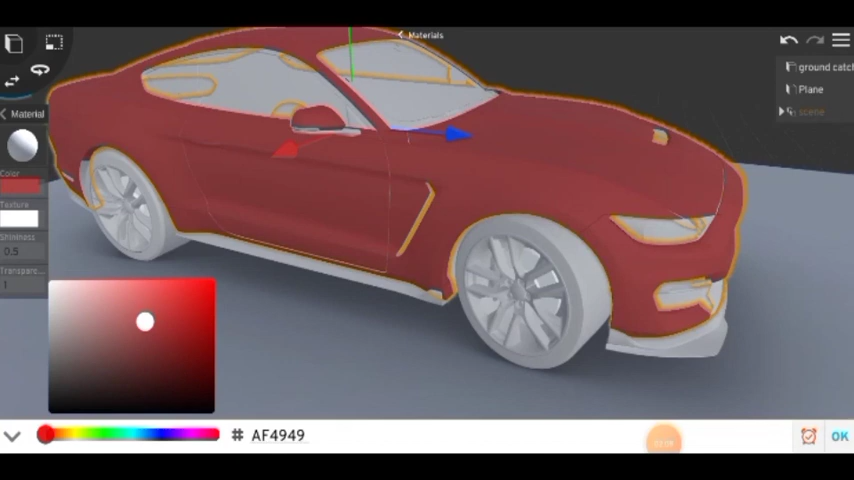 Materials
ground catch
Plane
scene
Material
Color
Texture
Shininess
0.5
Transpare...
1
# AF4949
OK